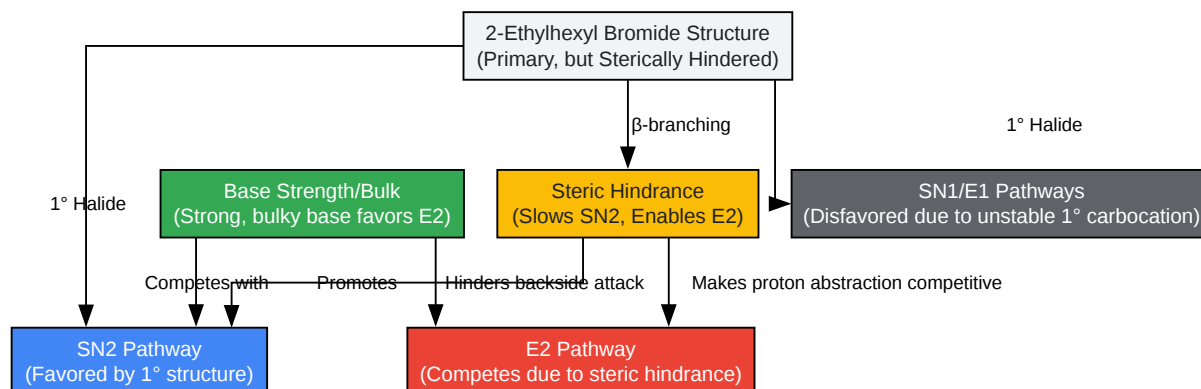 2-Ethylhexyl Bromide Structure
(Primary, but Sterically Hindered)
β-branching
1° Halide
Base Strength/Bulk
(Strong, bulky base favors E2)
Steric Hindrance
(Slows SN2, Enables E2)
SN1/E1 Pathways
(Disfavored due to unstable 1° carbocation)
1° Halide
Competes with
Promotes
Hinders backside attack
Makes proton abstraction competitive
SN2 Pathway
(Favored by 1° structure)
E2 Pathway
(Competes due to steric hindrance)